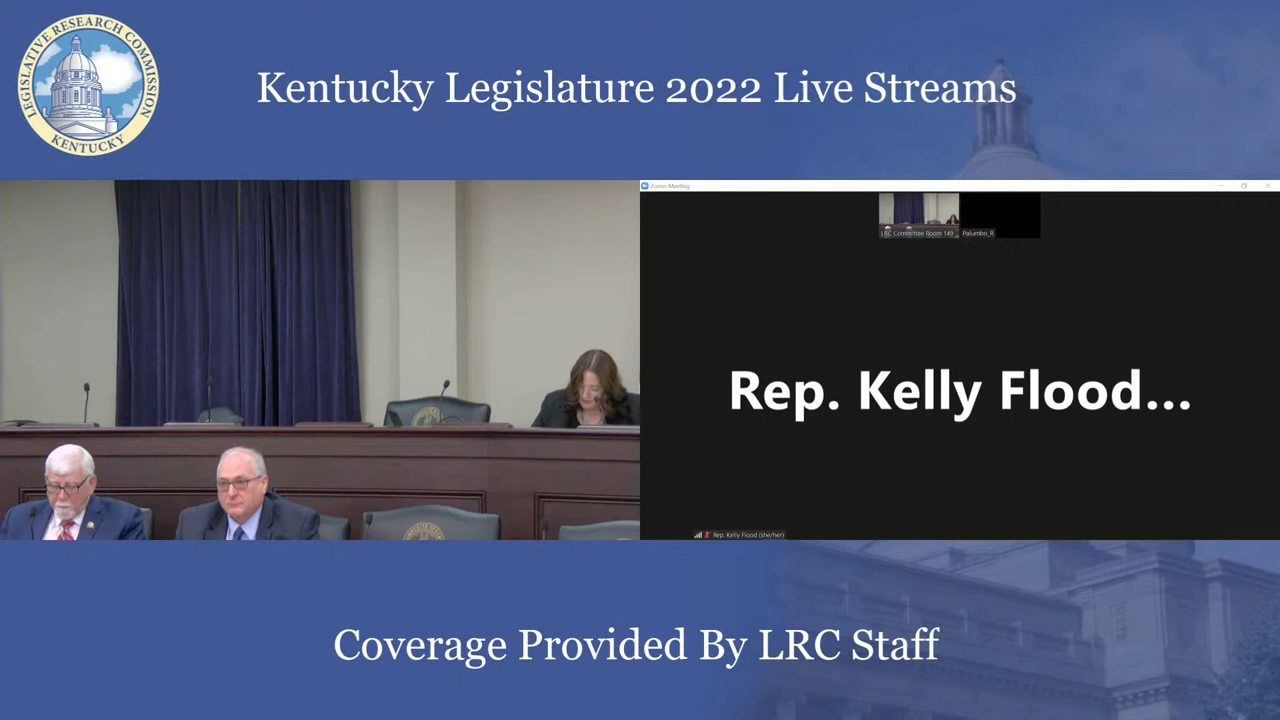 LEGISLATIVE RESEARCH COMMISSION
KENTUCKY
Kentucky Legislature 2022 Live Streams
Zoom Meeting
LRC Committee Room 149
Palumbo_R
Rep. Kelly Flood...
Rep. Kelly Flood (she/her)
Coverage Provided By LRC Staff